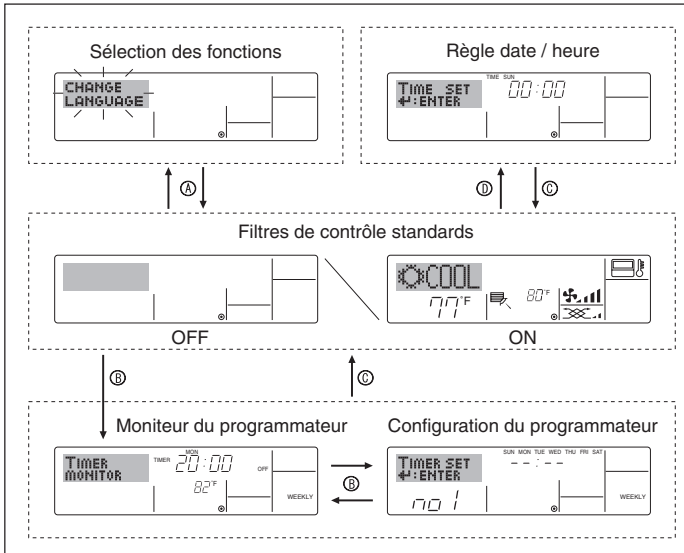 Sélection des fonctions
CHANGE
LANGUAGE
Règle date / heure
TIME SUN
TIME SET
↵:ENTER
00:00
Ⓐ
Ⓓ
Ⓒ
Filtres de contrôle standards
OFF
COOL
77°F
80°F
ON
Ⓑ
Ⓒ
Moniteur du programmateur
TIMER
MONITOR
TIMER
MON
20:00
OFF
82°F
WEEKLY
Ⓑ
Configuration du programmateur
SUN MON TUE WED THU FRI SAT
TIMER SET
↵:ENTER
--:--
no 1
WEEKLY